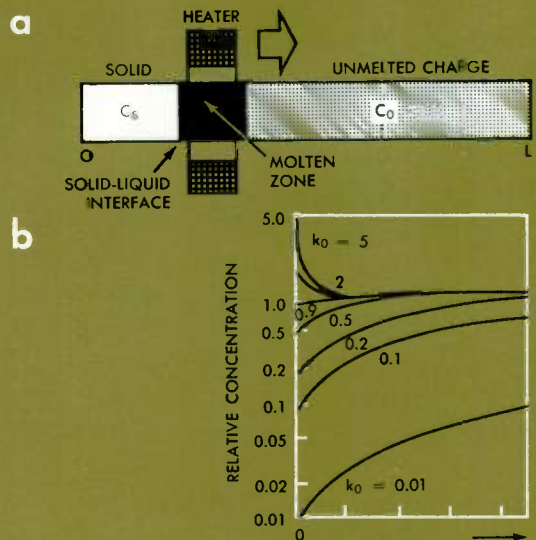 a
HEATER
SOLID
UNMELTED CHARGE
Cs
C0
O
L
MOLTEN
ZONE
SOLID-LIQUID
INTERFACE
b
RELATIVE CONCENTRATION
5.0
1.0
0.5
0.2
0.1
0.05
0.02
0.01
k0 = 5
2
0.9
0.5
0.2
0.1
k0 = 0.01
0